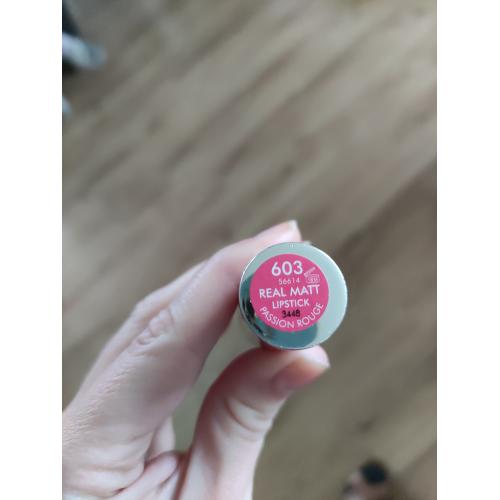 603
56614
REAL MATT
LIPSTICK
3448
PASSION ROUGE